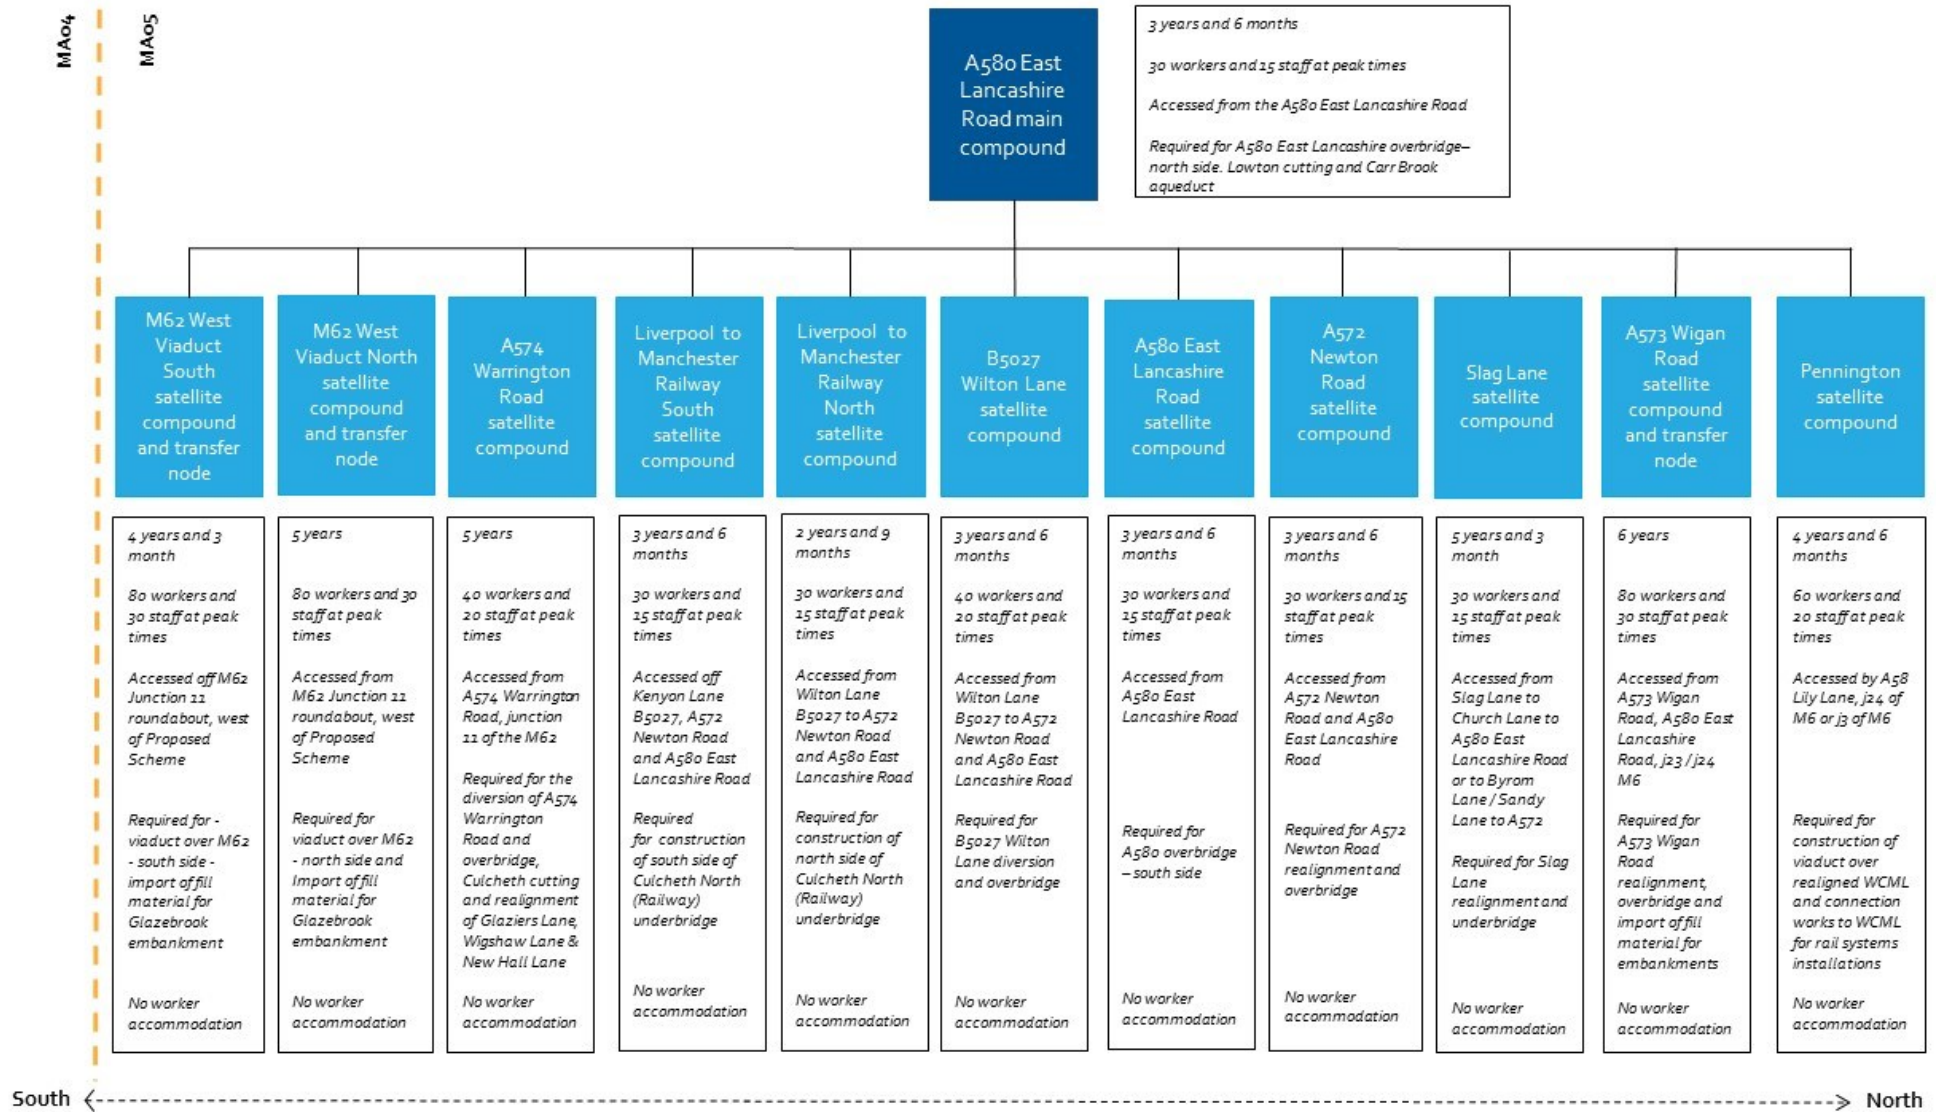 MA04
MA05
A580 East
Lancashire
Road main
compound
3 years and 6 months
30 workers and 15 staff at peak times
Accessed from the A580 East Lancashire Road
Required for A580 East Lancashire overbridge–
north side. Lowton cutting and Carr Brook
aqueduct
M62 West
Viaduct
South
satellite
compound
and transfer
node
M62 West
Viaduct North
satellite
compound
and transfer
node
A574
Warrington
Road
satellite
compound
Liverpool to
Manchester
Railway
South
satellite
compound
Liverpool to
Manchester
Railway
North
satellite
compound
B5027
Wilton Lane
satellite
compound
A580 East
Lancashire
Road
satellite
compound
A572
Newton
Road
satellite
compound
Slag Lane
satellite
compound
A573 Wigan
Road
satellite
compound
and transfer
node
Pennington
satellite
compound
4 years and 3
month
80 workers and
30 staff at peak
times
Accessed off M62
Junction 11
roundabout, west
of Proposed
Scheme
Required for -
viaduct over M62
- south side -
import of fill
material for
Glazebrook
embankment
No worker
accommodation
5 years
80 workers and 30
staff at peak
times
Accessed from
M62 Junction 11
roundabout, west
of Proposed
Scheme
Required for
viaduct over M62
- north side and
Import of fill
material for
Glazebrook
embankment
No worker
accommodation
5 years
40 workers and
20 staff at peak
times
Accessed from
A574 Warrington
Road, junction
11 of the M62
Required for the
diversion of A574
Warrington
Road and
overbridge,
Culcheth cutting
and realignment
of Glaziers Lane,
Wigshaw Lane &
New Hall Lane
No worker
accommodation
3 years and 6
months
30 workers and
15 staff at peak
times
Accessed off
Kenyon Lane
B5027, A572
Newton Road
and A580 East
Lancashire Road
Required
for construction
of south side of
Culcheth North
(Railway)
underbridge
No worker
accommodation
2 years and 9
months
30 workers and
15 staff at peak
times
Accessed from
Wilton Lane
B5027 to A572
Newton Road
and A580 East
Lancashire Road
Required for
construction of
north side of
Culcheth North
(Railway)
underbridge
No worker
accommodation
3 years and 6
months
40 workers and
20 staff at peak
times
Accessed from
Wilton Lane
B5027 to A572
Newton Road
and A580 East
Lancashire Road
Required for
B5027 Wilton
Lane diversion
and overbridge
No worker
accommodation
3 years and 6
months
30 workers and
15 staff at peak
times
Accessed from
A580 East
Lancashire Road
Required for
A580 overbridge
– south side
No worker
accommodation
3 years and 6
months
30 workers and 15
staff at peak
times
Accessed from
A572 Newton
Road and A580
East Lancashire
Road
Required for A572
Newton Road
realignment and
overbridge
No worker
accommodation
5 years and 3
month
30 workers and
15 staff at peak
times
Accessed from
Slag Lane to
Church Lane to
A580 East
Lancashire Road
or to Byrom
Lane / Sandy
Lane to A572
Required for Slag
Lane
realignment and
underbridge
No worker
accommodation
6 years
80 workers and
30 staff at peak
times
Accessed from
A573 Wigan
Road, A580 East
Lancashire
Road, j23 / j24
M6
Required for
A573 Wigan
Road
realignment,
overbridge and
import of fill
material for
embankments
No worker
accommodation
4 years and 6
months
60 workers and
20 staff at peak
times
Accessed by A58
Lily Lane, j24 of
M6 or j3 of M6
Required for
construction of
viaduct over
realigned WCML
and connection
works to WCML
for rail systems
installations
No worker
accommodation
South
North